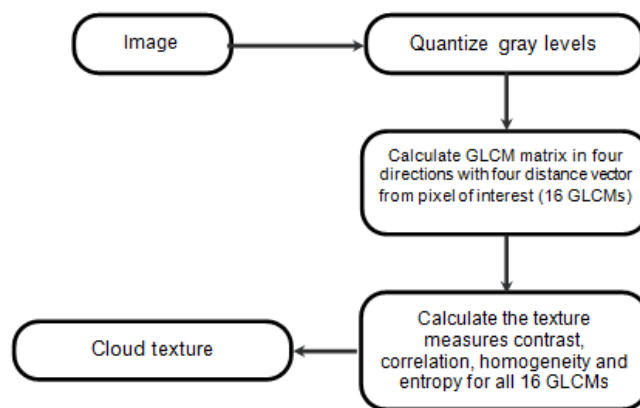 Image
Quantize gray levels
Calculate GLCM matrix in four
directions with four distance vector
from pixel of interest (16 GLCMs)
Calculate the texture
measures contrast,
correlation, homogeneity and
entropy for all 16 GLCMs
Cloud texture